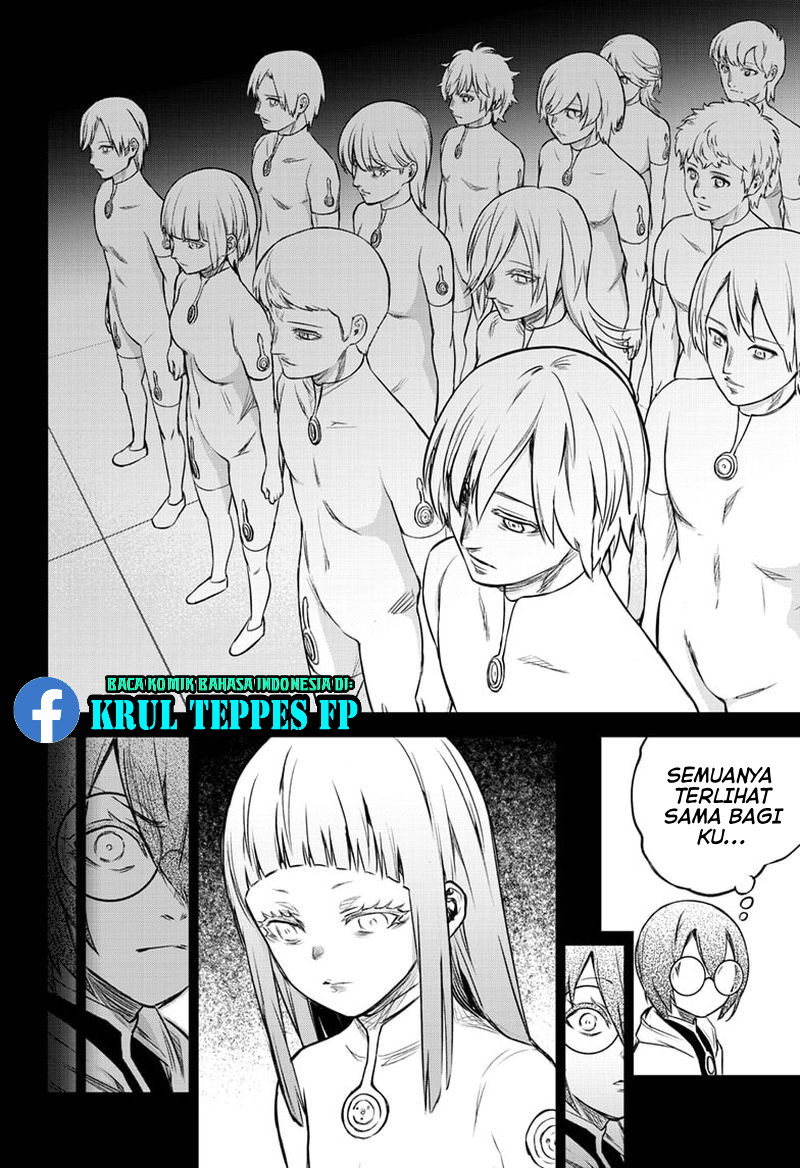 BACA KOMIK BAHASA INDONESIA DI:
KRUL TEPPES FP
SEMUANYA
TERLIHAT
SAMA BAGI
KU...